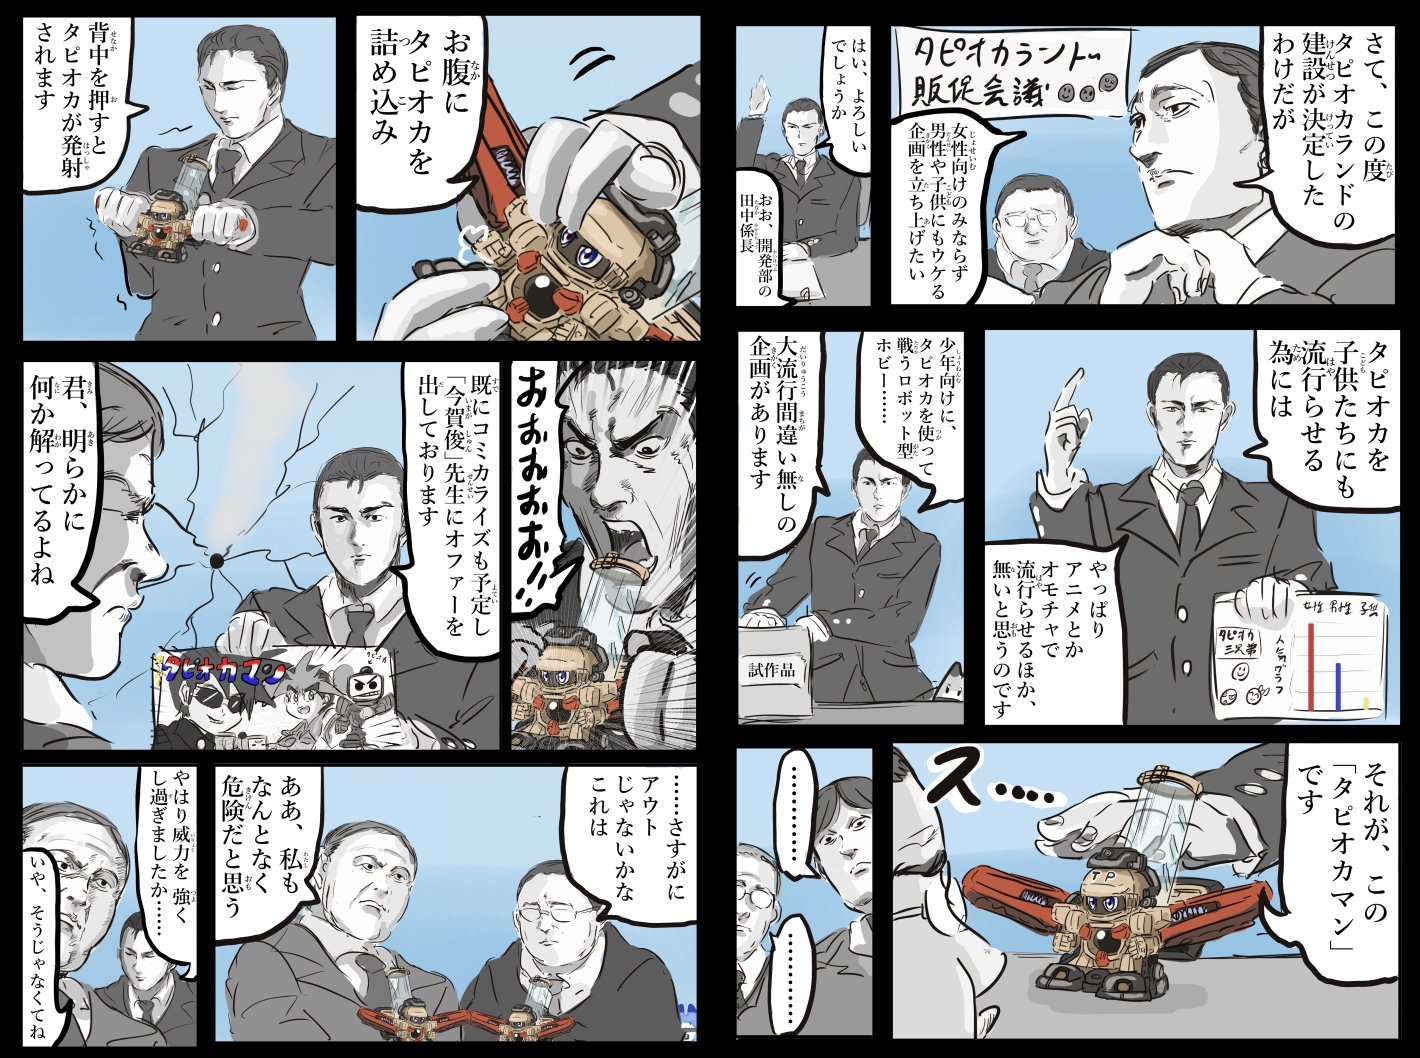 さて、この度
タピオカランドの
建設が決定した
わけだが
タピオカランド
販促会議
女性向けのみならず
男性や子供にもウケる
企画を立ち上げたい
はい、よろしい
でしょうか
おお、開発部の
田中係長
タピオカを
子供たちにも
流行らせる
為には
女性 男性 子供
タピオカ
三兄弟
人気グラフ
やっぱり
アニメとか
オモチャで
流行らせるほか、
無いと思うのです
少年向けに、
タピオカを使って
戦うロボット型
ホビー……
大流行間違い無しの
企画があります
試作品
それが、この
「タピオカマン」
です
ス….
TP
………
………
お腹に
タピオカを
詰め込み
背中を押すと
タピオカが発射
されます
おおおおお!!
既にコミカライズも予定し
「今賀俊」先生にオファーを
出しております
タピオカマン
タピオカ
君、明らかに
何か解ってるよね
……さすがに
アウト
じゃないかな
これは
ああ、私も
なんとなく
危険だと思う
やはり威力を強く
し過ぎましたか……
いや、そうじゃなくてね